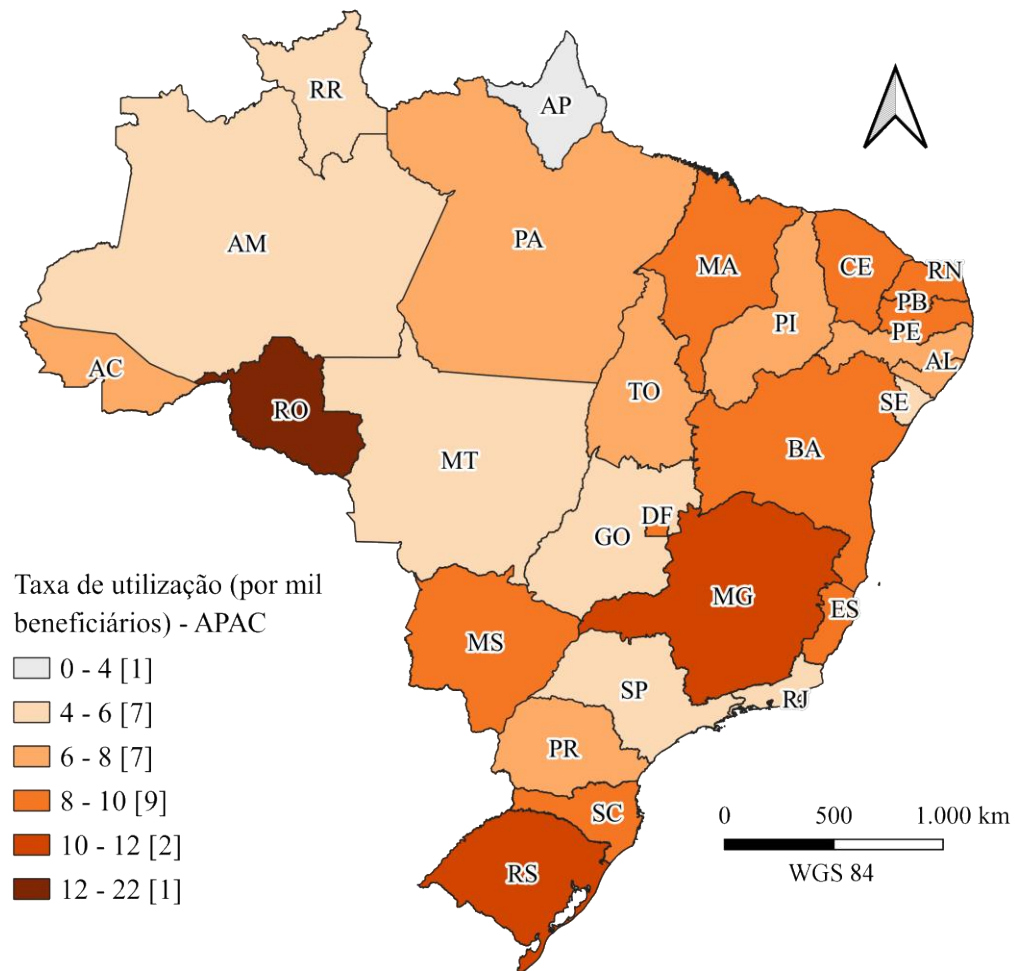 RR
AP
AM
PA
MA
CE
RN
PB
PI
PE
AL
AC
TO
SE
RO
BA
MT
DF
GO
MG
ES
MS
SP
RJ
PR
SC
RS
Taxa de utilização (por mil
beneficiários) - APAC
0 - 4 [1]
4 - 6 [7]
6 - 8 [7]
8 - 10 [9]
10 - 12 [2]
12 - 22 [1]
0 500 1.000 km
WGS 84